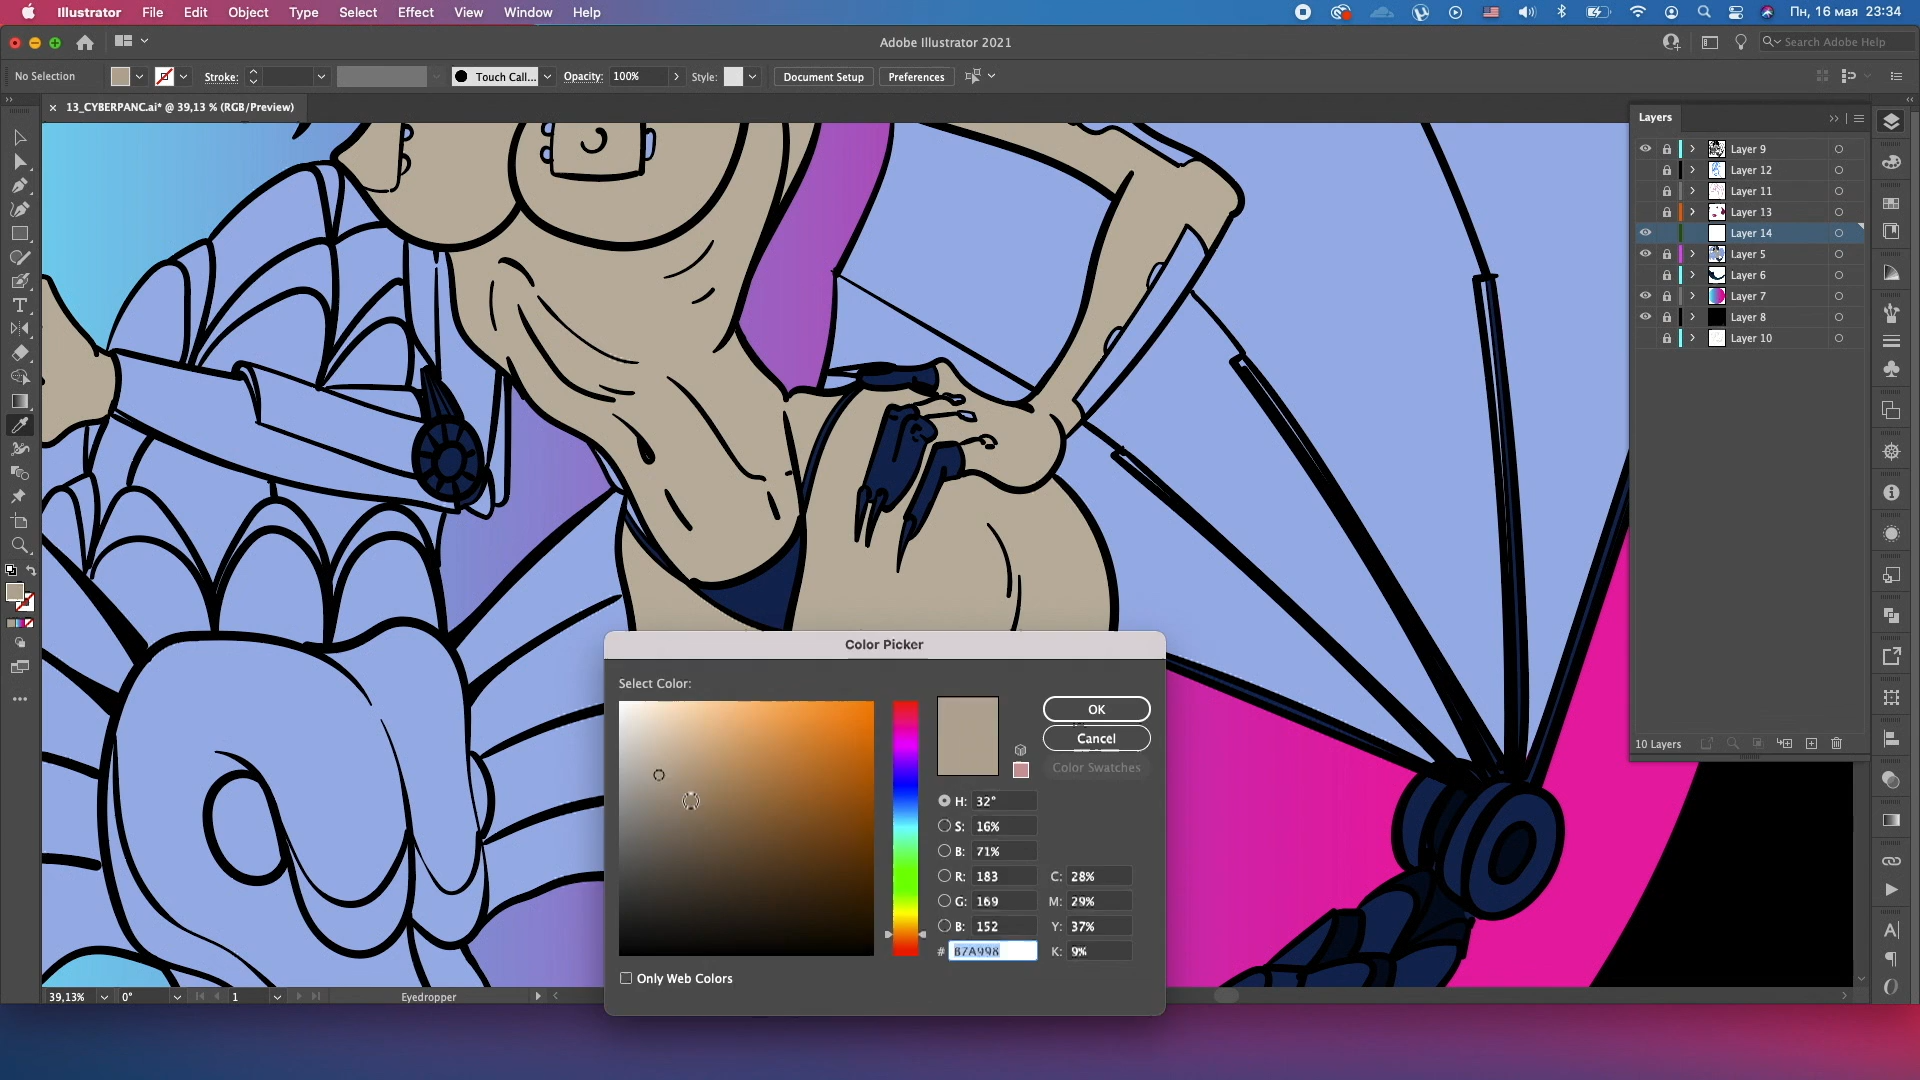 Illustrator File Edit Object Type Select Effect View Window Help Пн, 16 мая 23:34
Adobe Illustrator 2021 Search Adobe Help
No Selection Stroke: Touch Call... Opacity: 100% Style: Document Setup Preferences
13_CYBERPANC.ai* @ 39,13 % (RGB/Preview)
Layers
Layer 9
Layer 12
Layer 11
Layer 13
Layer 14
Layer 5
Layer 6
Layer 7
Layer 8
Layer 10
10 Layers
Color Picker
Select Color:
OK
Cancel
Color Swatches
H: 32°
S: 16%
B: 71%
R: 183 C: 28%
G: 169 M: 29%
B: 152 Y: 37%
# B7A998 K: 9%
Only Web Colors
39,13% 0° 1 Eyedropper